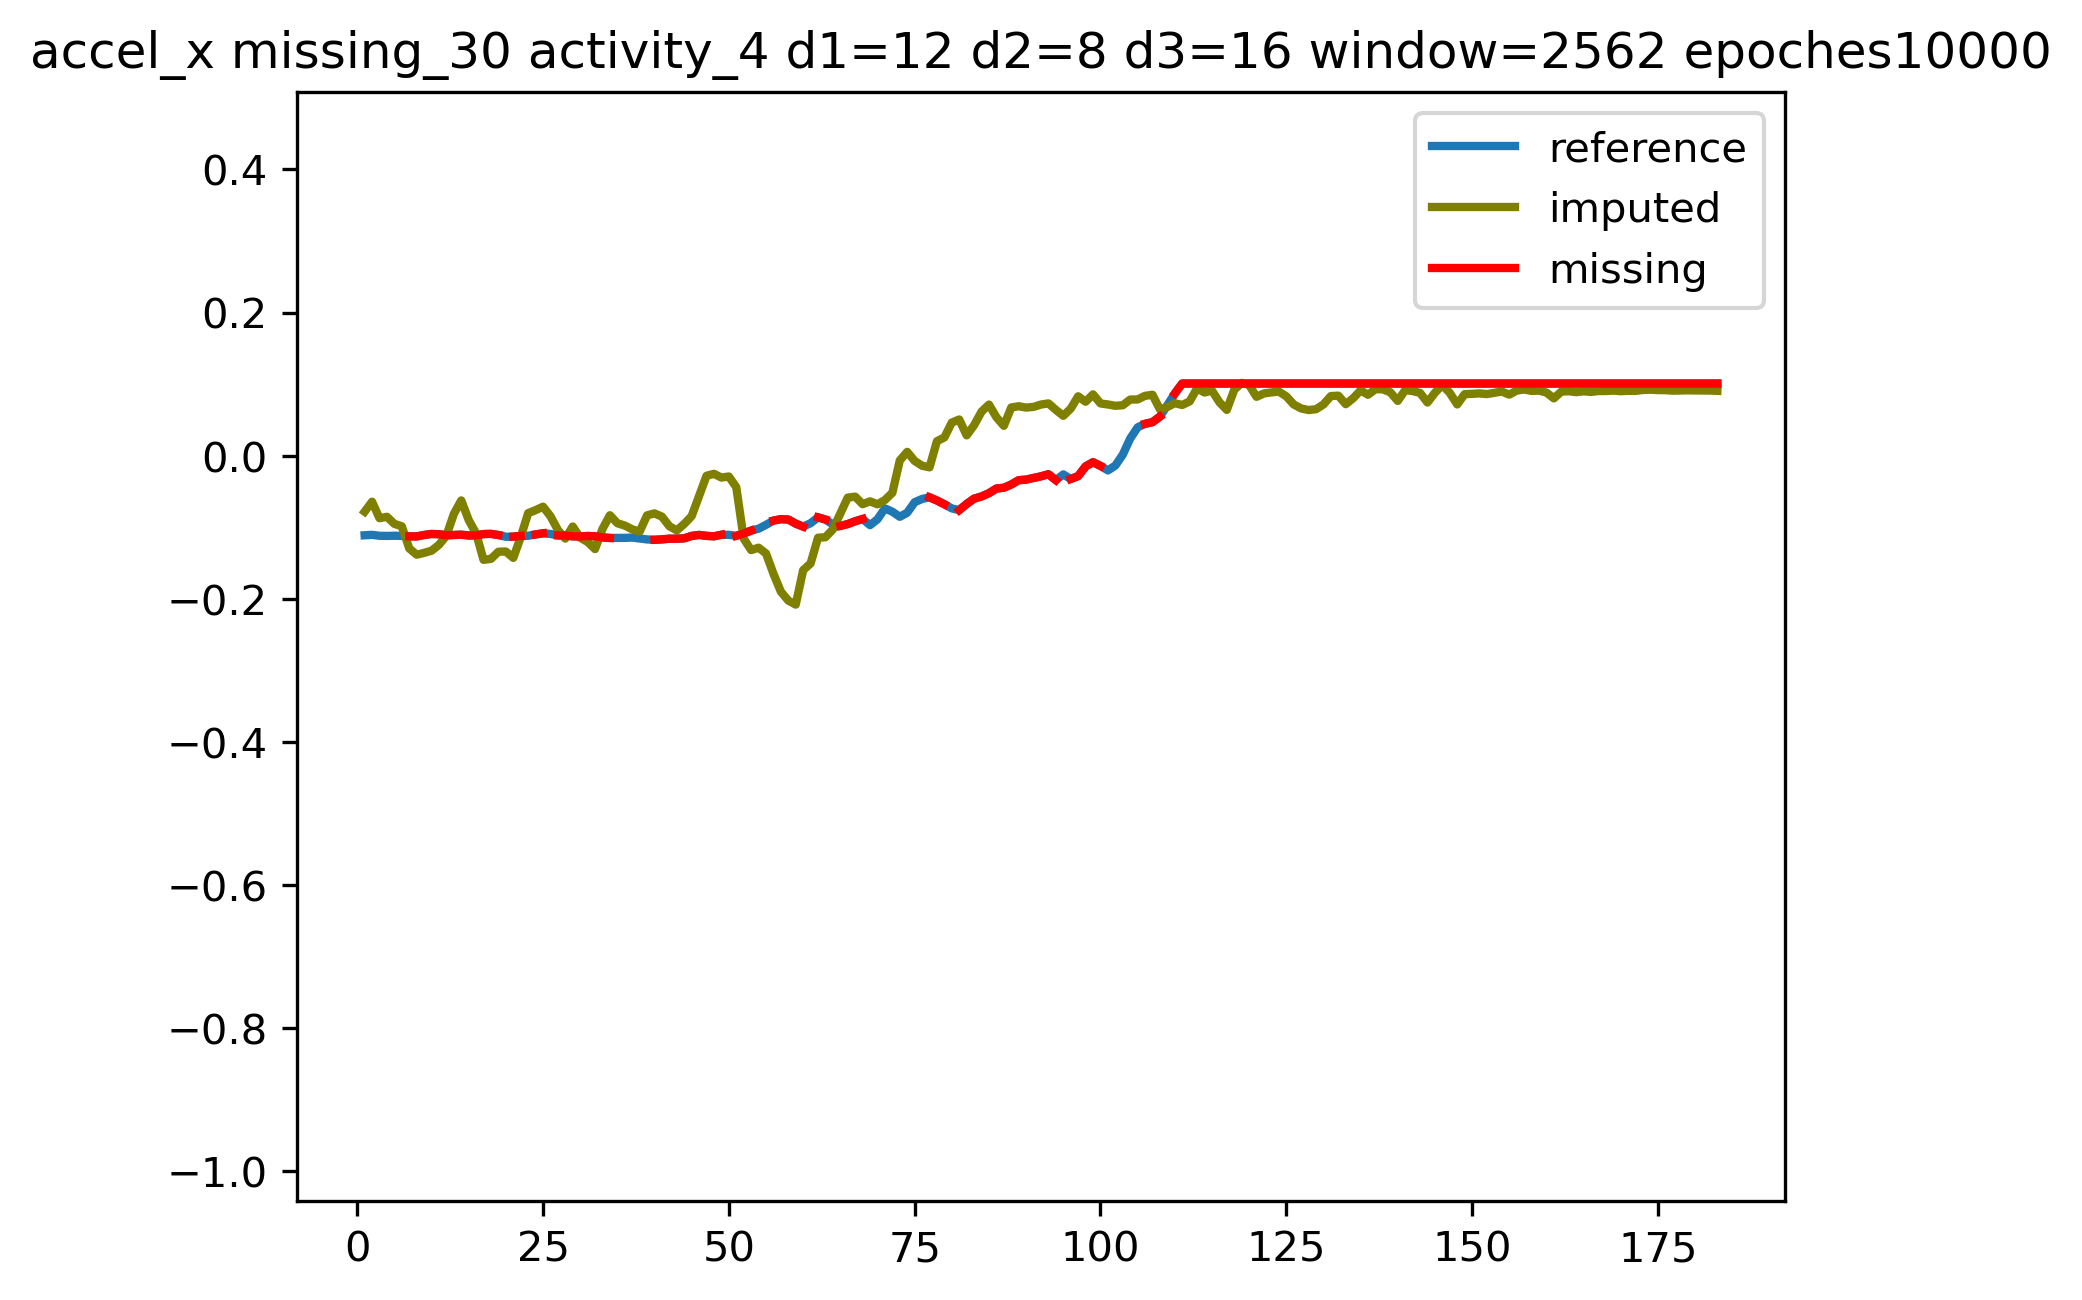 accel_x missing_30 activity_4 d1=12 d2=8 d3=16 window=2562 epoches10000
reference
imputed
missing
0.4
0.2
0.0
−0.2
−0.4
−0.6
−0.8
−1.0
0 25 50 75 100 125 150 175